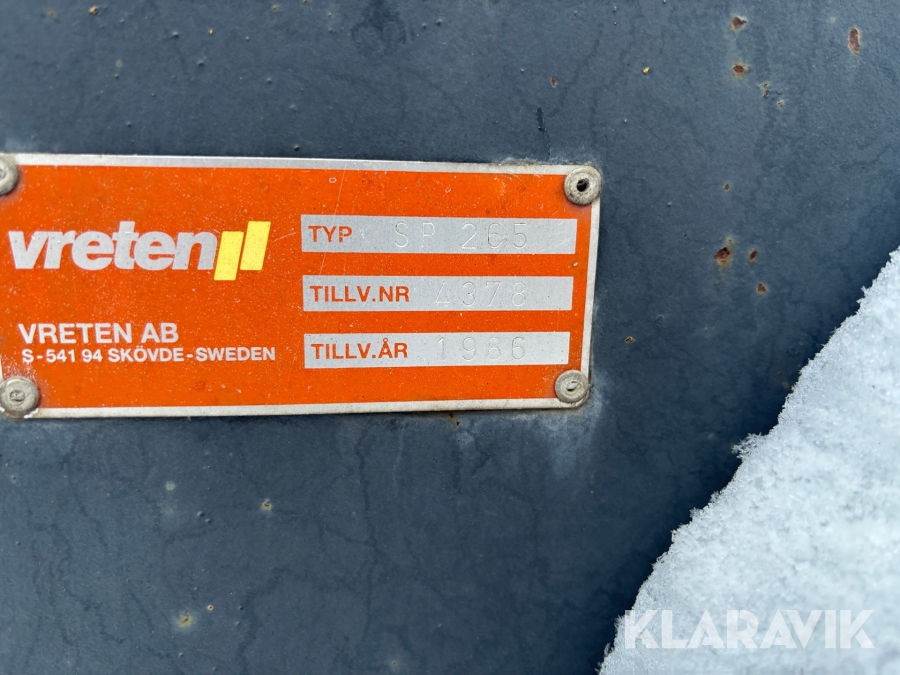 vreten
VRETEN AB
S-541 94 SKÖVDE-SWEDEN
TYP SP 265
TILLV.NR 4378
TILLV.ÅR 1986
KLARAVIK